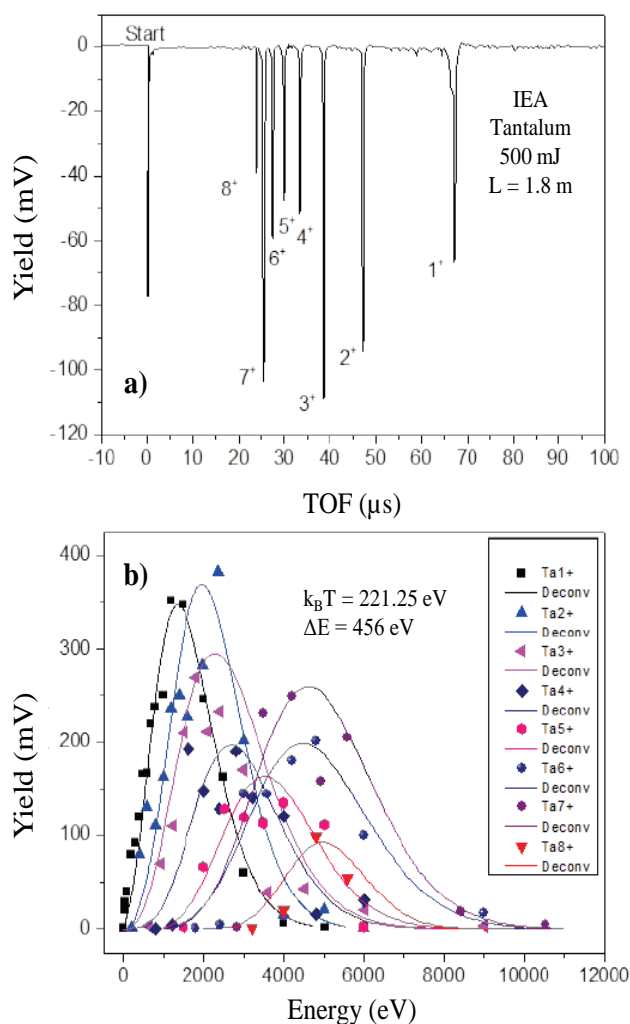 0
-20
-40
-60
-80
-100
-120
Yield (mV)
Start
IEA
Tantalum
500 mJ
L = 1.8 m
8+
7+
6+
5+
4+
3+
2+
1+
a)
-10 0 10 20 30 40 50 60 70 80 90 100
TOF (µs)
400
300
200
100
0
Yield (mV)
b)
k_BT = 221.25 eV
ΔE = 456 eV
Ta1+
Deconv
Ta2+
Deconv
Ta3+
Deconv
Ta4+
Deconv
Ta5+
Deconv
Ta6+
Deconv
Ta7+
Deconv
Ta8+
Deconv
0 2000 4000 6000 8000 10000 12000
Energy (eV)